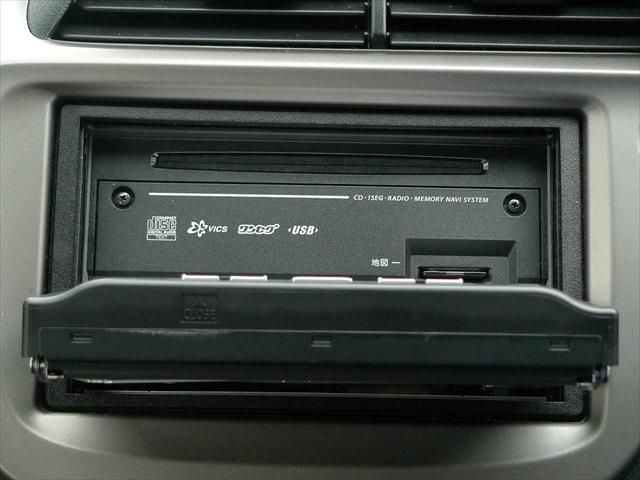 CD・1SEG・RADIO・MEMORY NAVI SYSTEM
COMPACT disc DIGITAL AUDIO TEXT VICS ワンセグ USB
地図
CLOSE